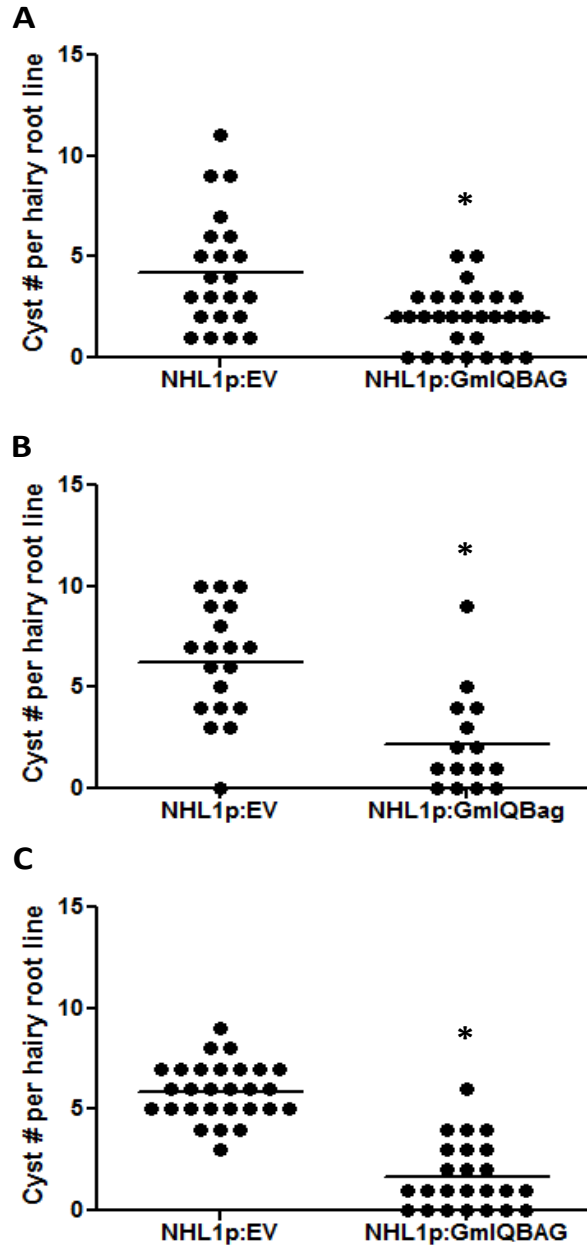 A
Cyst # per hairy root line
15
10
5
0
*
NHL1p:EV NHL1p:GmIQBAG
B
Cyst # per hairy root line
15
10
5
0
*
NHL1p:EV NHL1p:GmIQBag
C
Cyst # per hairy root line
15
10
5
0
*
NHL1p:EV NHL1p:GmIQBAG